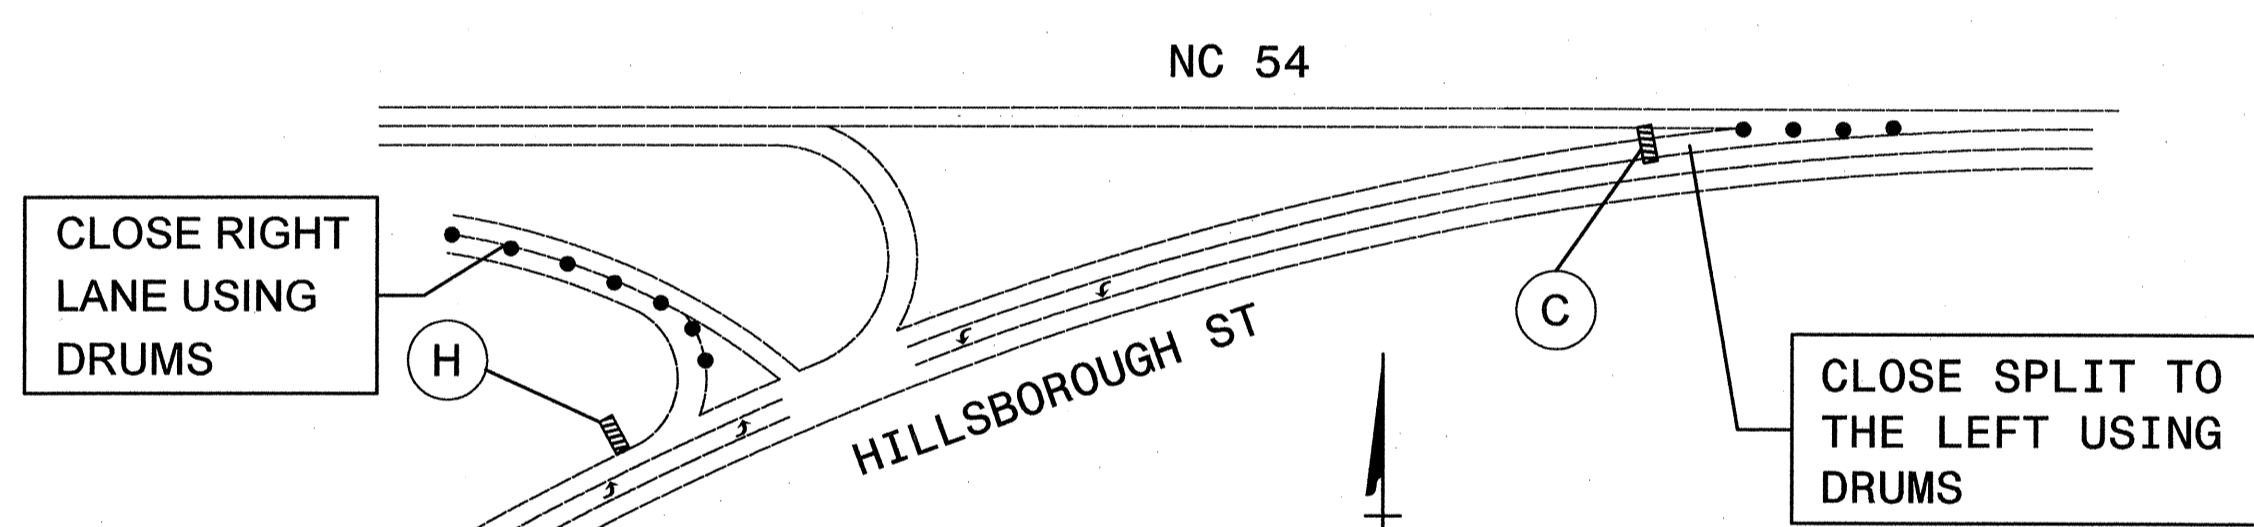 NC 54
CLOSE RIGHT
LANE USING
DRUMS
H
HILLSBOROUGH ST
C
CLOSE SPLIT TO
THE LEFT USING
DRUMS